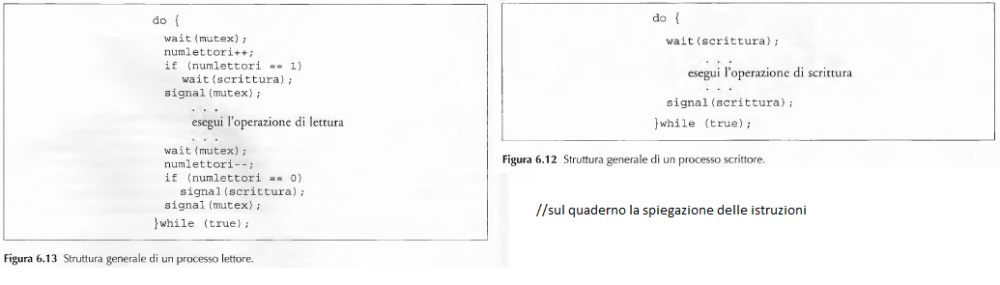 do {
wait(mutex);
numlettori++;
if (numlettori == 1)
wait(scrittura);
signal(mutex);
. . .
esegui l'operazione di lettura
. . .
wait(mutex);
numlettori--;
if (numlettori == 0)
signal(scrittura);
signal(mutex);
}while (true);
Figura 6.13 Struttura generale di un processo lettore.
do {
wait(scrittura);
. . .
esegui l'operazione di scrittura
. . .
signal(scrittura);
}while (true);
Figura 6.12 Struttura generale di un processo scrittore.
//sul quaderno la spiegazione delle istruzioni